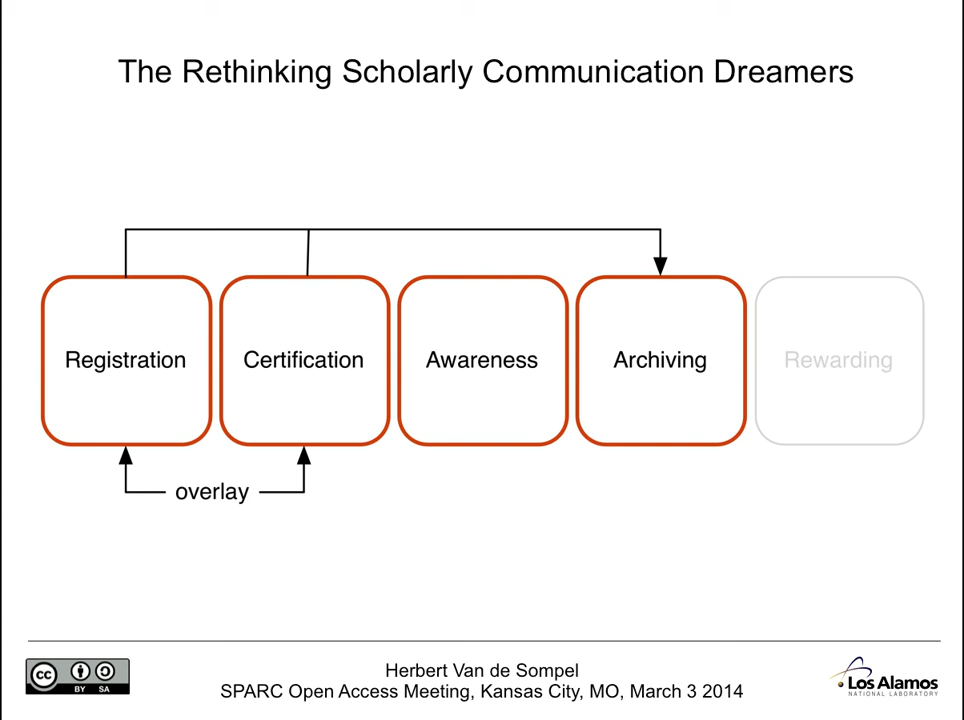 The Rethinking Scholarly Communication Dreamers
Registration
Certification
Awareness
Archiving
Rewarding
overlay
cc
BY SA
Herbert Van de Sompel
SPARC Open Access Meeting, Kansas City, MO, March 3 2014
Los Alamos
NATIONAL LABORATORY